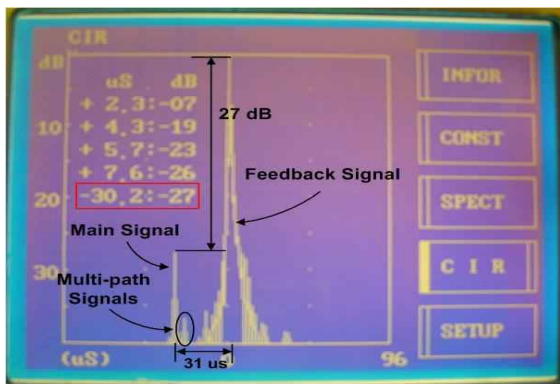 CIR
dB
uS dB
+ 2,3:-07
+ 4,3:-19
+ 5,7:-23
+ 7,6:-26
-30,2:-27
10
20
30
27 dB
Feedback Signal
Main Signal
Multi-path
Signals
31 us
(uS)
0
96
INFOR
CONST
SPECT
C I R
SETUP